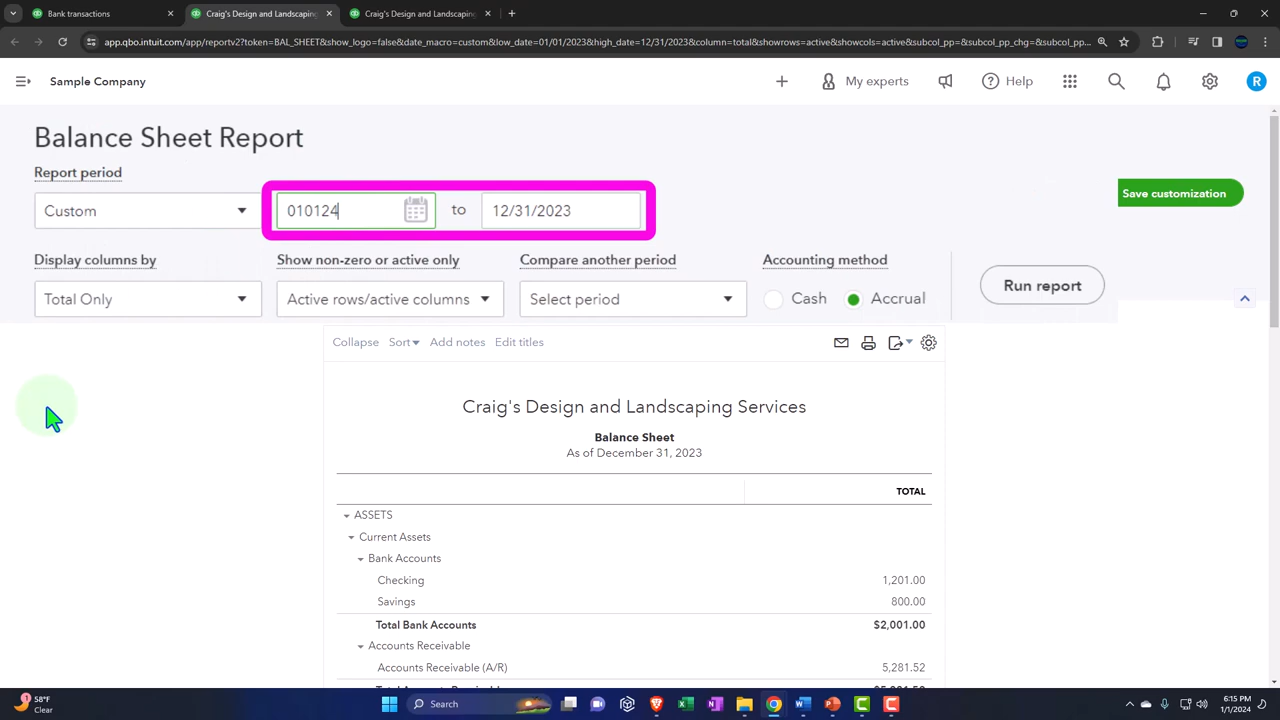 Bank transactions
Craig's Design and Landscaping
Craig's Design and Landscaping
app.qbo.intuit.com/app/reportv2?token=BAL_SHEET&show_logo=false&date_macro=custom&low_date=01/01/2023&high_date=12/31/2023&column=total&showrows=active&showcols=active&subcol_pp=&subcol_pp_chg=&subcol_pp...
Sample Company
My experts
Help
R
Balance Sheet Report
Report period
Custom
010124
to
12/31/2023
Save customization
Display columns by
Show non-zero or active only
Compare another period
Accounting method
Total Only
Active rows/active columns
Select period
Cash
Accrual
Run report
Collapse
Sort
Add notes
Edit titles
Craig's Design and Landscaping Services
Balance Sheet
As of December 31, 2023
TOTAL
ASSETS
Current Assets
Bank Accounts
Checking 1,201.00
Savings 800.00
Total Bank Accounts $2,001.00
Accounts Receivable
Accounts Receivable (A/R) 5,281.52
1
58°F
Clear
Search
6:15 PM
1/1/2024